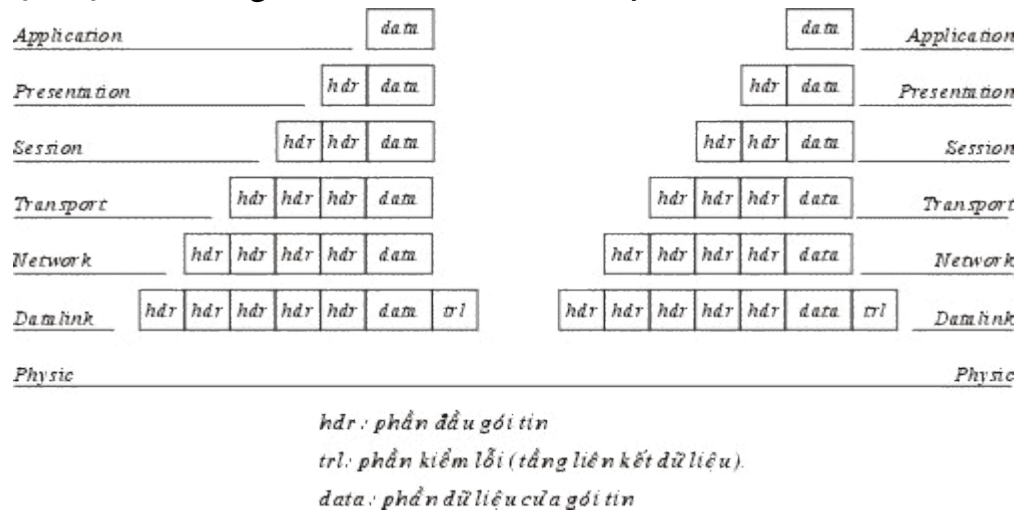 Application data data Application
Presentation hdr data hdr data Presentation
Session hdr hdr data hdr hdr data Session
Transport hdr hdr hdr data hdr hdr hdr data Transport
Network hdr hdr hdr hdr data hdr hdr hdr hdr data Network
Datalink hdr hdr hdr hdr hdr data trl hdr hdr hdr hdr hdr data trl Datalink
Physic Physic
hdr : phần đầu gói tin
trl: phần kiểm lỗi (tầng liên kết dữ liệu).
data : phần dữ liệu của gói tin